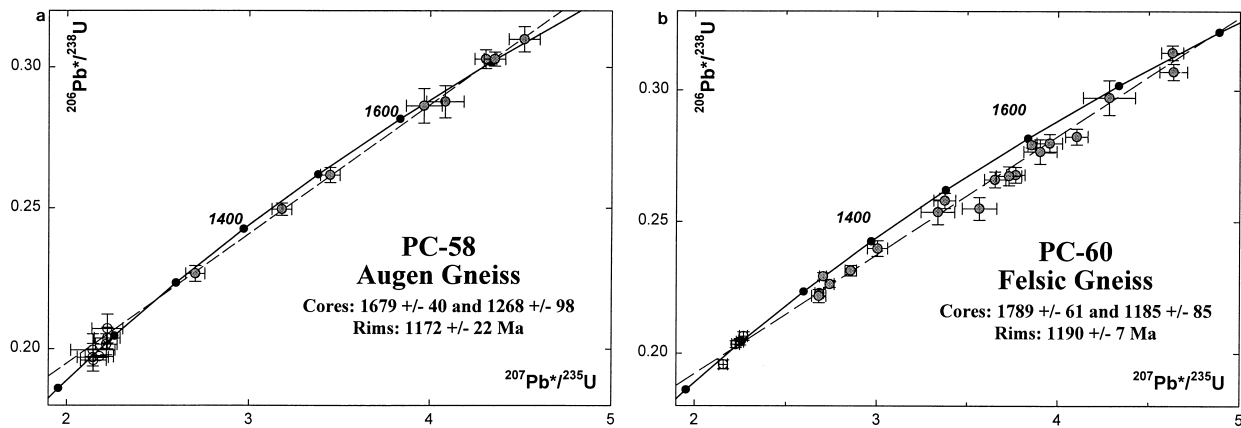 a
²⁰⁶Pb*/²³⁸U
0.30
0.25
0.20
1600
1400
PC-58
Augen Gneiss
Cores: 1679 +/- 40 and 1268 +/- 98
Rims: 1172 +/- 22 Ma
²⁰⁷Pb*/²³⁵U
2
3
4
5
b
²⁰⁶Pb*/²³⁸U
0.30
0.25
0.20
1600
1400
PC-60
Felsic Gneiss
Cores: 1789 +/- 61 and 1185 +/- 85
Rims: 1190 +/- 7 Ma
²⁰⁷Pb*/²³⁵U
2
3
4
5